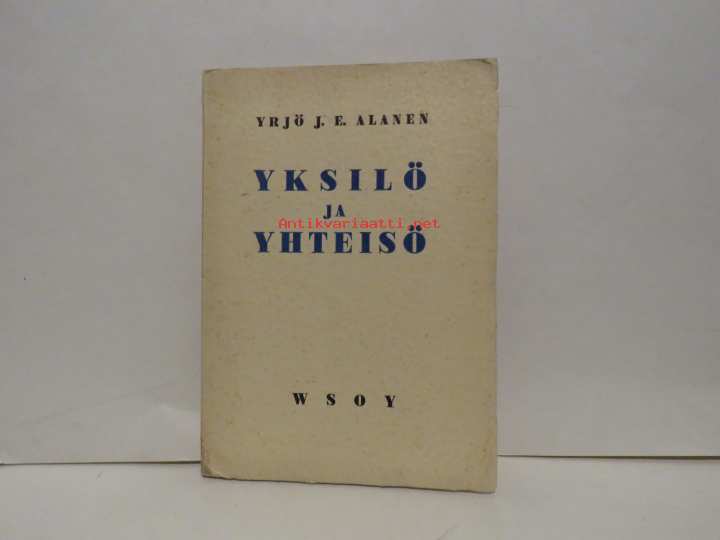 YRJÖ J. E. ALANEN
YKSILÖ
JA
Antikvariaatti.net
YHTEISÖ
WSOY